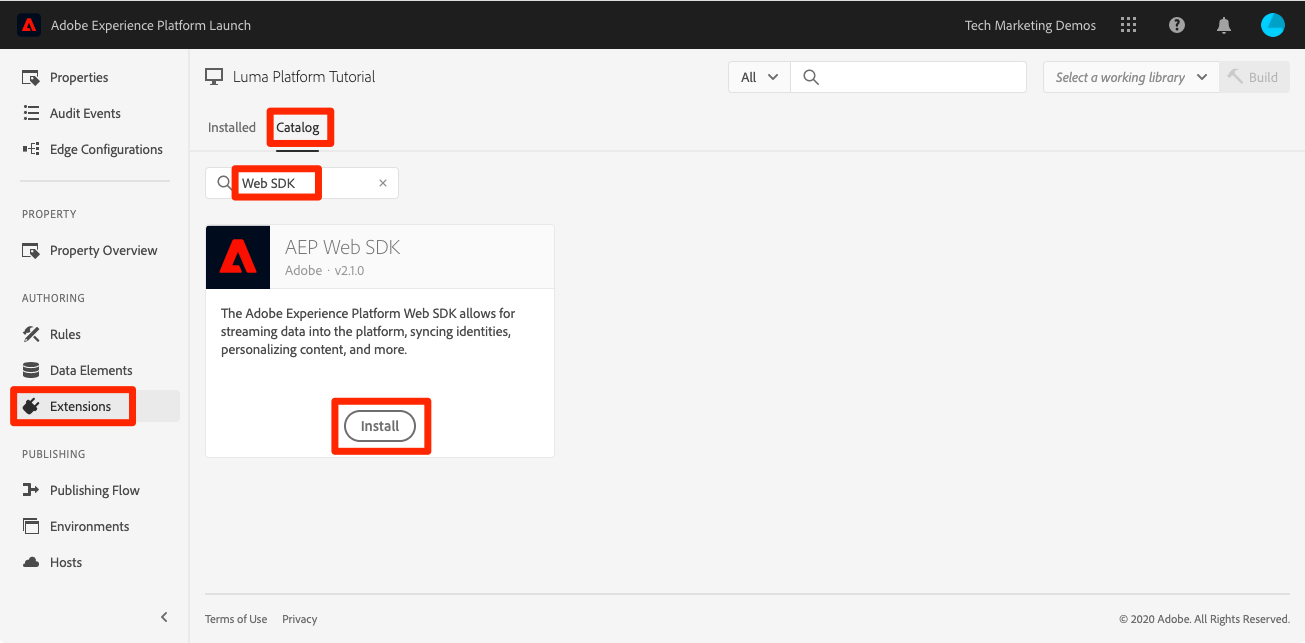 Adobe Experience Platform Launch
Tech Marketing Demos
Properties
Audit Events
Edge Configurations
PROPERTY
Property Overview
AUTHORING
Rules
Data Elements
Extensions
PUBLISHING
Publishing Flow
Environments
Hosts
Luma Platform Tutorial
All
Select a working library
Build
Installed
Catalog
Web SDK
AEP Web SDK
Adobe · v2.1.0
The Adobe Experience Platform Web SDK allows for
streaming data into the platform, syncing identities,
personalizing content, and more.
Install
Terms of Use
Privacy
© 2020 Adobe. All Rights Reserved.